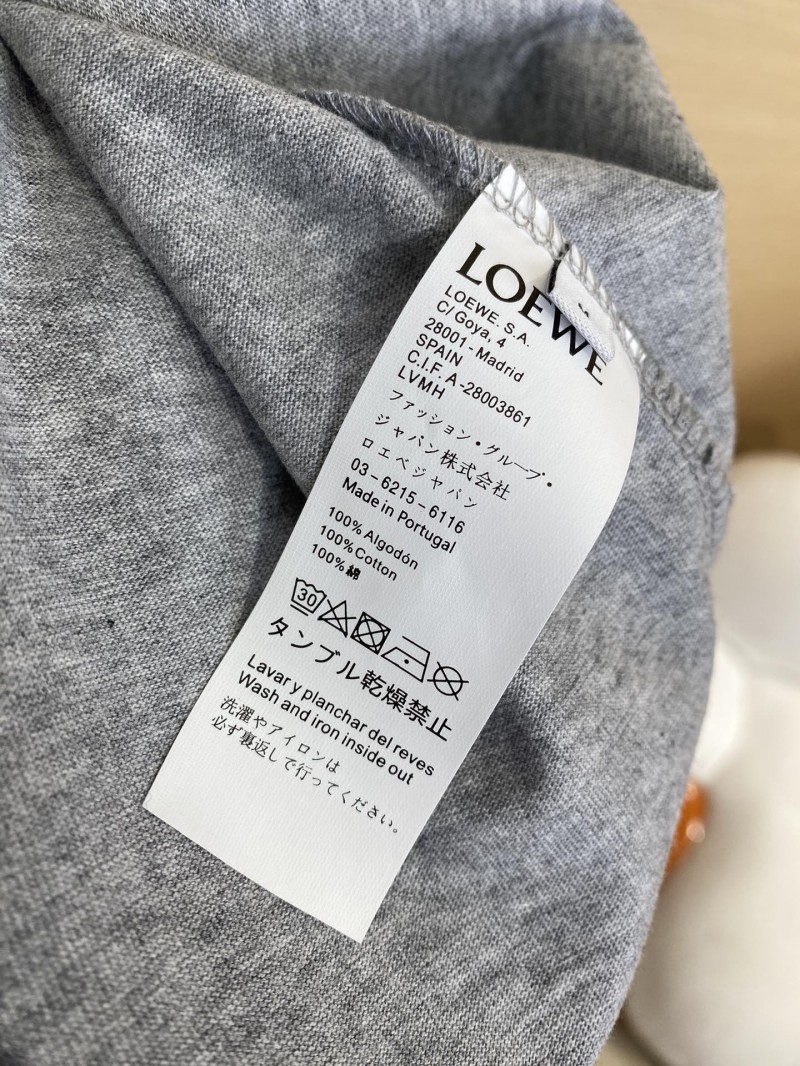 LOEWE
LOEWE. S.A.
C/ Goya, 4
28001 - Madrid
SPAIN
C.I.F. A -28003861
LVMH
ファッション・グループ・
ジャパン株式会社
ロエベジャパン
03 - 6215 - 6116
Made in Portugal
100% Algodón
100% Cotton
100% 綿
30
タンブル乾燥禁止
Lavar y planchar del reves
Wash and iron inside out
洗濯やアイロンは
必ず裏返しで行ってください。